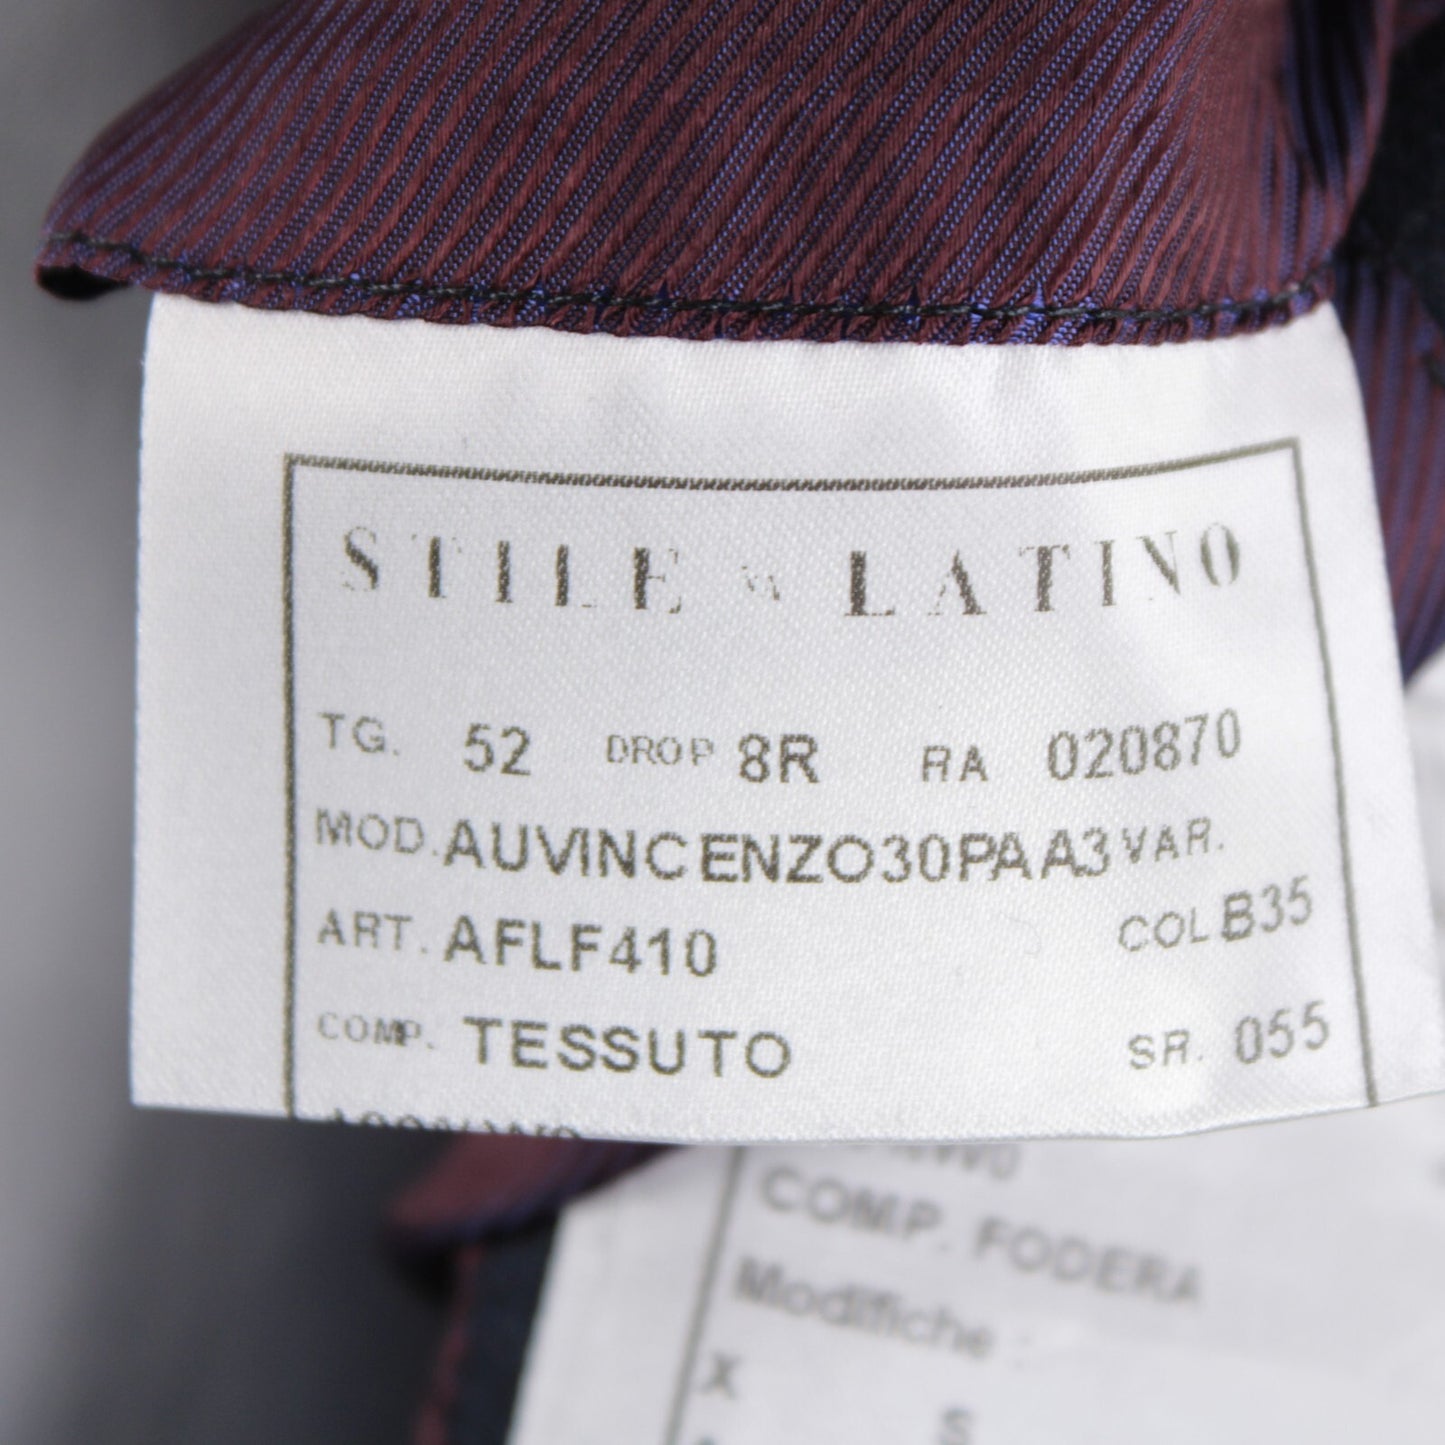 STILE LATINO
TG. 52 DROP 8R RA 020870
MOD. AUVINCENZO30PAA3 VAR.
ART. AFLF410 COL B35
COMP. TESSUTO SR. 055
COMP. FODERA
Modifiche :
X
S